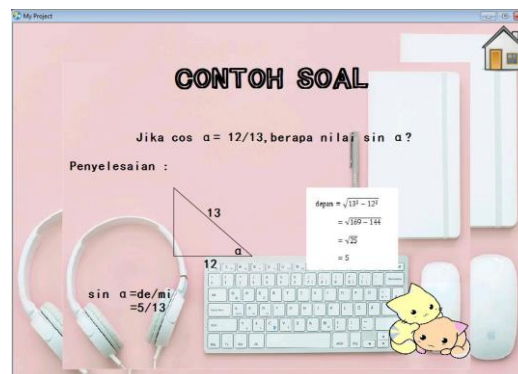 My Project
CONTOH SOAL
Jika cos α= 12/13,berapa nilai sin α?
Penyelesaian :
13
α
12
depan = √13² − 12²
= √169 − 144
= √25
= 5
sin α=de/mi
=5/13